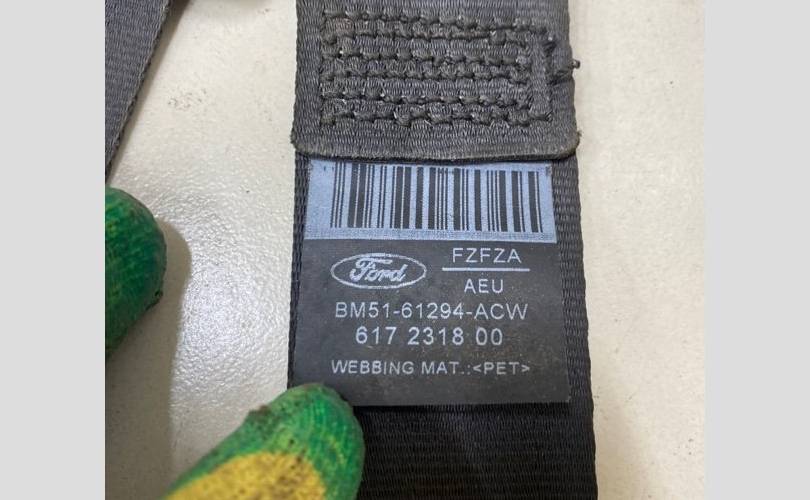 Ford
FZFZA
AEU
BM51-61294-ACW
617 2318 00
WEBBING MAT.:<PET>